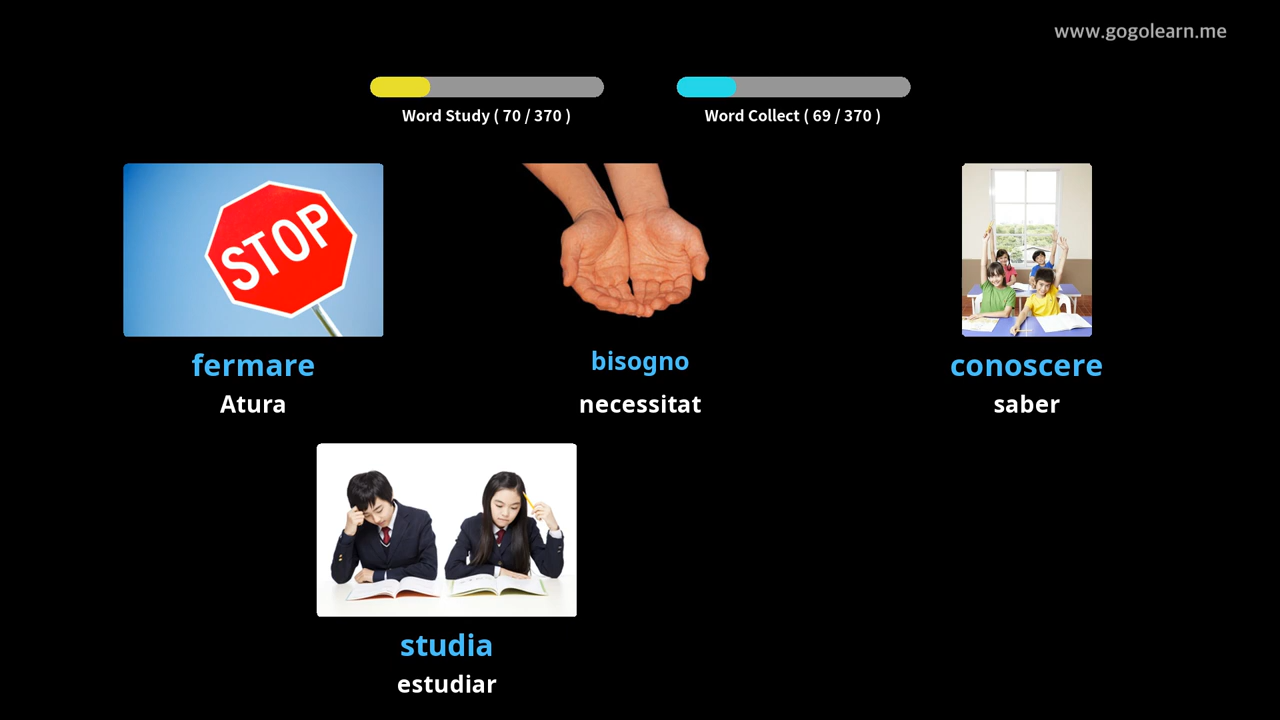 www.gogolearn.me
Word Study ( 70 / 370 )
Word Collect ( 69 / 370 )
STOP
fermare
Atura
bisogno
necessitat
conoscere
saber
studia
estudiar